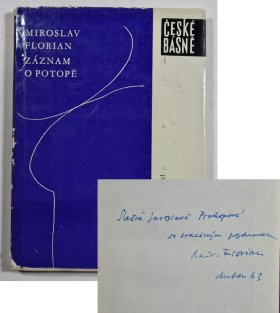 MIROSLAV
FLORIAN
ZÁZNAM
O POTOPĚ
ČESKÉ
BÁSNĚ
Slečně Jaroslavě Prokopové
se srdečným pozdravem
Mir. Florian
duben 63